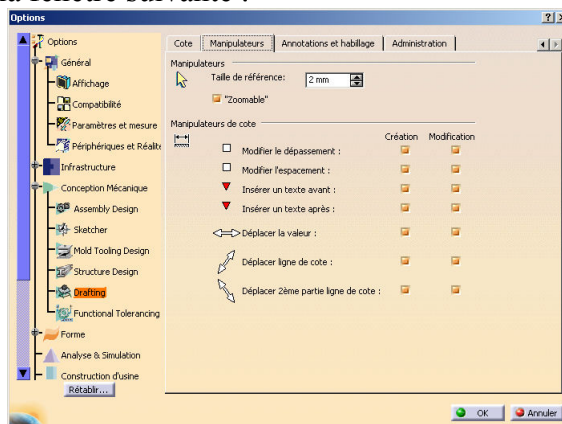 la fenêtre suivante :
Options
Options
Général
Affichage
Compatibilité
Paramètres et mesure
Périphériques et Réalité
Infrastructure
Conception Mécanique
Assembly Design
Sketcher
Mold Tooling Design
Structure Design
Drafting
Functional Tolerancing
Forme
Analyse & Simulation
Construction d'usine
Rétablir...
Cote Manipulateurs Annotations et habillage Administration
Manipulateurs
Taille de référence: 2 mm
"Zoomable"
Manipulateurs de cote
Création Modification
Modifier le dépassement :
Modifier l'espacement :
Insérer un texte avant :
Insérer un texte après :
Déplacer la valeur :
Déplacer ligne de cote :
Déplacer 2ème partie ligne de cote :
OK Annuler